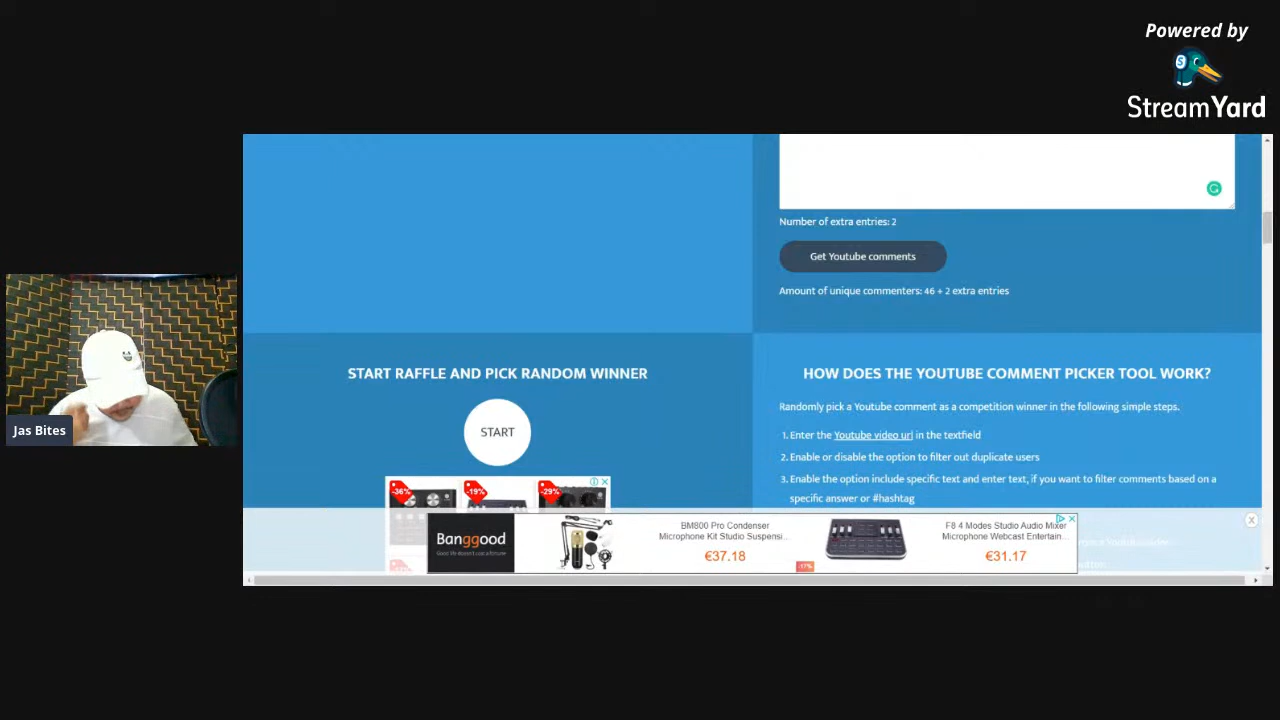 Powered by
StreamYard
Number of extra entries: 2
Get Youtube comments
Amount of unique commenters: 46 + 2 extra entries
START RAFFLE AND PICK RANDOM WINNER
START
HOW DOES THE YOUTUBE COMMENT PICKER TOOL WORK?
Randomly pick a Youtube comment as a competition winner in the following simple steps.
1. Enter the Youtube video url in the textfield
2. Enable or disable the option to filter out duplicate users
3. Enable the option include specific text and enter text, if you want to filter comments based on a
specific answer or #hashtag
Jas Bites
-36%
-19%
-29%
Banggood
BM800 Pro Condenser
Microphone Kit Studio Suspensi...
€37.18
-17%
F8 4 Modes Studio Audio Mixer
Microphone Webcast Entertain...
€31.17